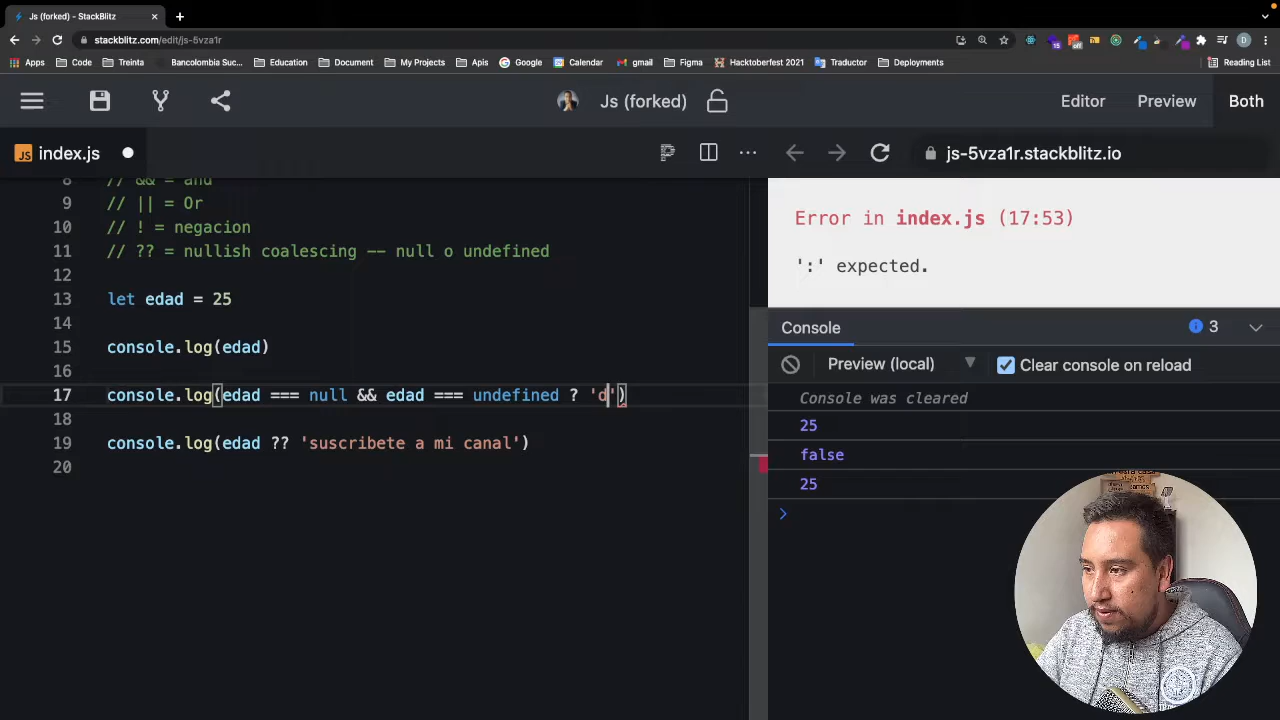 Js (forked) - StackBlitz
stackblitz.com/edit/js-5vza1r
15
off
D
Apps Code Treinta Bancolombia Suc... Education Document My Projects Apis Google Calendar gmail Figma Hacktoberfest 2021 Traductor Deployments Reading List
Js (forked) Editor Preview Both
JS index.js js-5vza1r.stackblitz.io
8 // && = and
9 // || = Or
10 // ! = negacion
11 // ?? = nullish coalescing -- null o undefined
12
13 let edad = 25
14
15 console.log(edad)
16
17 console.log(edad === null && edad === undefined ? 'd')
18
19 console.log(edad ?? 'suscribete a mi canal')
20
Error in index.js (17:53)
':' expected.
Console 3
Preview (local) Clear console on reload
Console was cleared
25
false
25